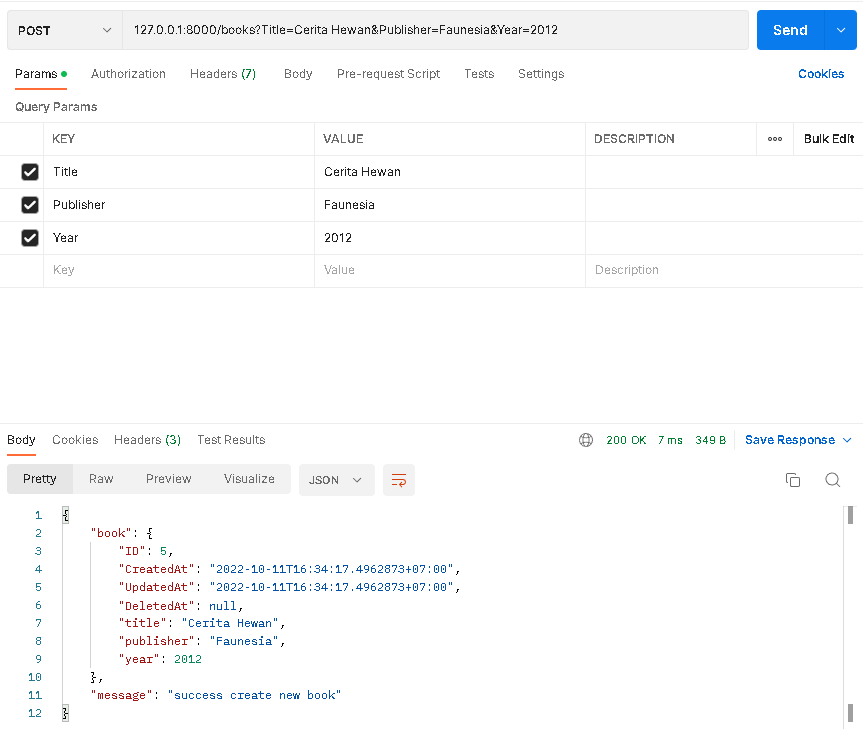 POST 127.0.0.1:8000/books?Title=Cerita Hewan&Publisher=Faunesia&Year=2012 Send
Params Authorization Headers (7) Body Pre-request Script Tests Settings Cookies
Query Params
KEY VALUE DESCRIPTION ooo Bulk Edit
Title Cerita Hewan
Publisher Faunesia
Year 2012
Key Value Description
Body Cookies Headers (3) Test Results 200 OK 7 ms 349 B Save Response
Pretty Raw Preview Visualize JSON
1 {
2 "book": {
3 "ID": 5,
4 "CreatedAt": "2022-10-11T16:34:17.4962873+07:00",
5 "UpdatedAt": "2022-10-11T16:34:17.4962873+07:00",
6 "DeletedAt": null,
7 "title": "Cerita Hewan",
8 "publisher": "Faunesia",
9 "year": 2012
10 },
11 "message": "success create new book"
12 }